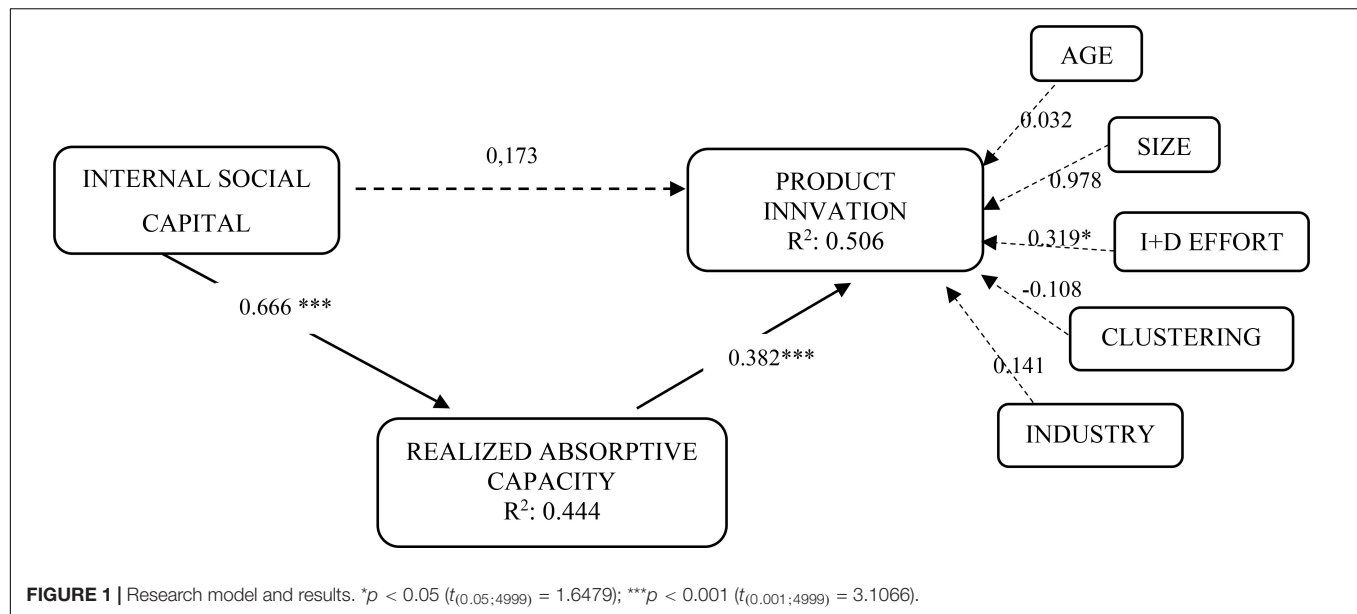 AGE
0.032
SIZE
0.978
0,173
INTERNAL SOCIAL
CAPITAL
PRODUCT
INNVATION
R²: 0.506
0.319*
I+D EFFORT
-0.108
CLUSTERING
0.666 ***
0.382***
0.141
INDUSTRY
REALIZED ABSORPTIVE
CAPACITY
R²: 0.444
FIGURE 1 | Research model and results. *p < 0.05 (t(0.05;4999) = 1.6479); ***p < 0.001 (t(0.001;4999) = 3.1066).